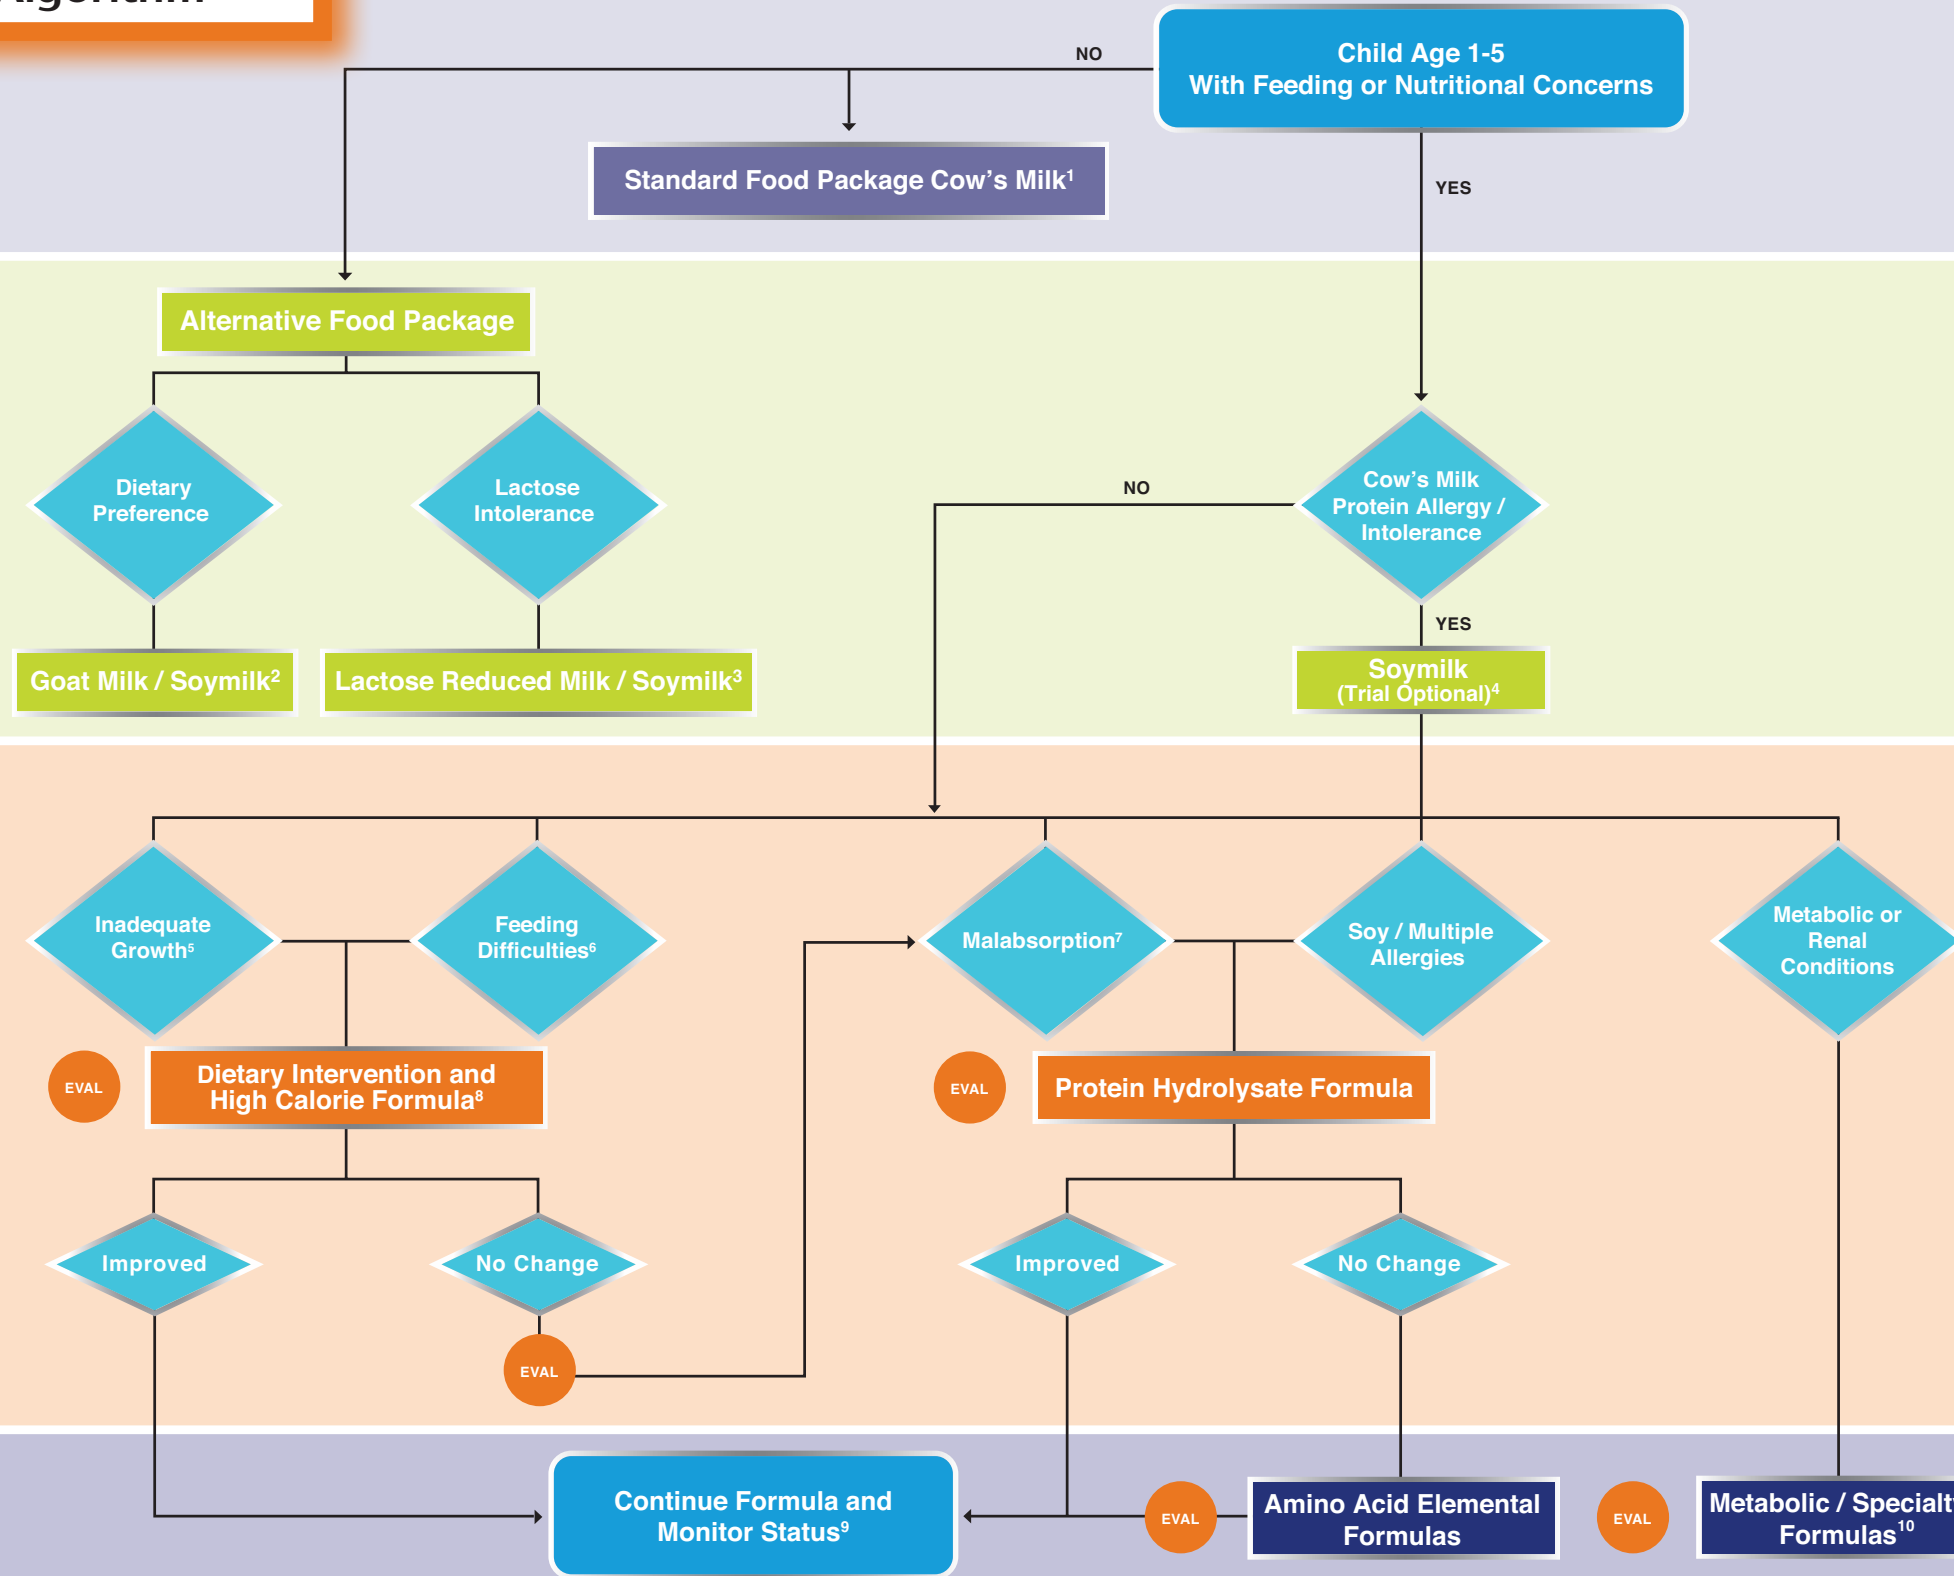 Algorithm
Child Age 1-5
With Feeding or Nutritional Concerns
NO
Standard Food Package Cow's Milk¹
YES
Alternative Food Package
Dietary
Preference
Lactose
Intolerance
NO
Cow's Milk
Protein Allergy /
Intolerance
YES
Goat Milk / Soymilk²
Lactose Reduced Milk / Soymilk³
Soymilk
(Trial Optional)⁴
Inadequate
Growth⁵
Feeding
Difficulties⁶
Malabsorption⁷
Soy / Multiple
Allergies
Metabolic or
Renal
Conditions
EVAL
Dietary Intervention and
High Calorie Formula⁸
EVAL
Protein Hydrolysate Formula
Improved
No Change
Improved
No Change
EVAL
Continue Formula and
Monitor Status⁹
EVAL
Amino Acid Elemental
Formulas
EVAL
Metabolic / Specialty
Formulas¹⁰